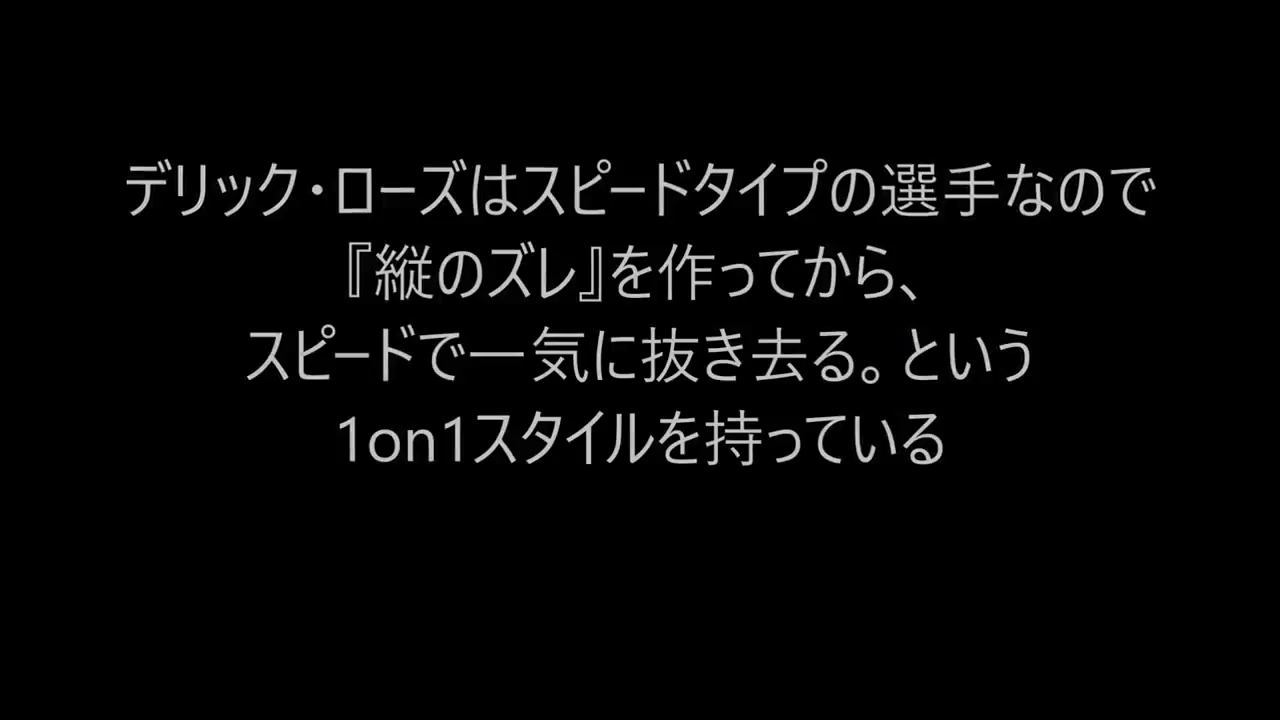 デリック・ローズはスピードタイプの選手なので
『縦のズレ』を作ってから、
スピードで一気に抜き去る。という
1on1スタイルを持っている